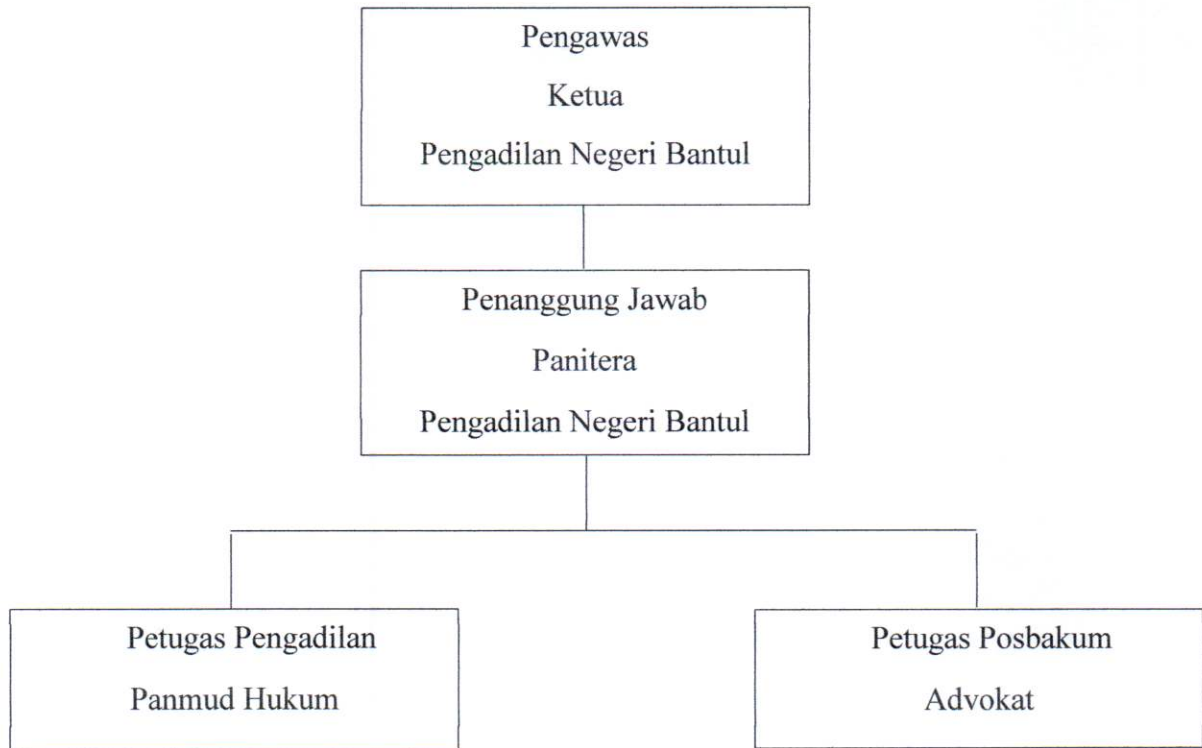 Pengawas
Ketua
Pengadilan Negeri Bantul
Penanggung Jawab
Panitera
Pengadilan Negeri Bantul
Petugas Pengadilan
Panmud Hukum
Petugas Posbakum
Advokat